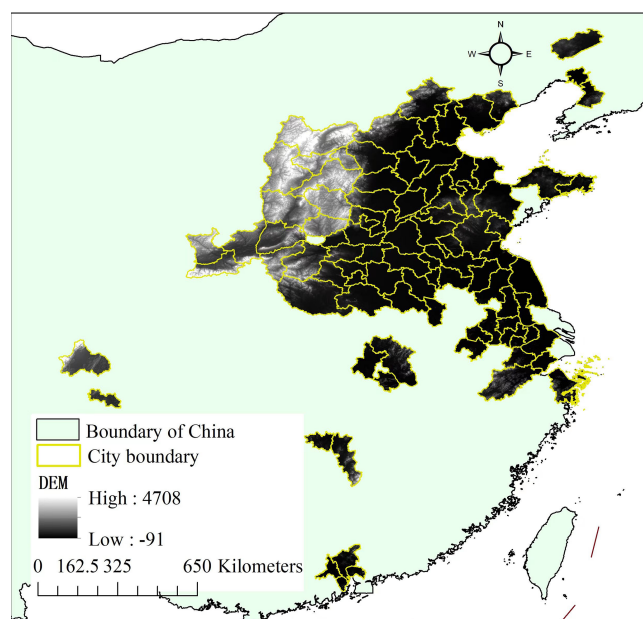 N
W E
S
Boundary of China
City boundary
DEM
High : 4708
Low : -91
0 162.5 325 650 Kilometers